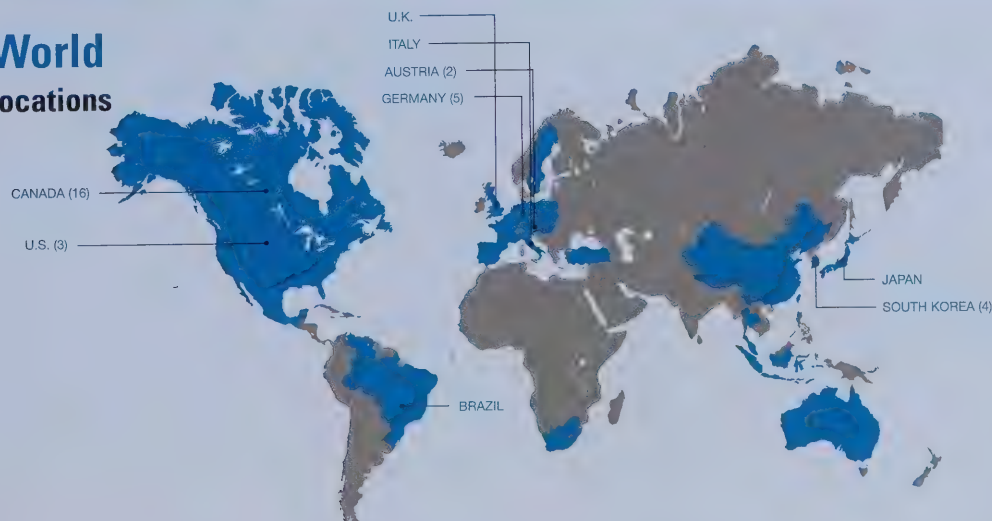 World
ocations
U.K.
ITALY
AUSTRIA (2)
GERMANY (5)
CANADA (16)
U.S. (3)
JAPAN
SOUTH KOREA (4)
BRAZIL